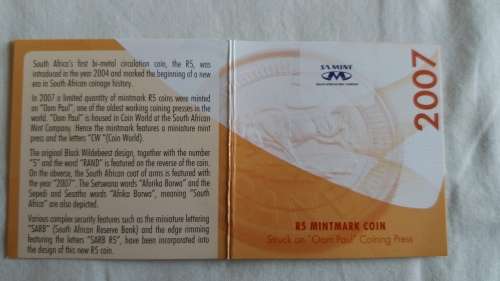 South Africa's first bi-metal circulation coin, the R5, was
introduced in the year 2004 and marked the beginning of a new
era in South African coinage history.
In 2007 a limited quantity of mintmark R5 coins were minted
on "Oom Paul", one of the oldest working coining presses in the
world. "Oom Paul" is housed in Coin World at the South African
Mint Company. Hence the mintmark features a miniature mint
press and the letters "CW "(Coin World).
The original Black Wildebeest design, together with the number
"5" and the word "RAND" is featured on the reverse of the coin.
On the obverse, the South African coat of arms is featured with
the year "2007". The Setswana words "Aforika Borwa" and the
Sepedi and Sesotho words "Afrika Borwa", meaning "South
Africa" are also depicted.
Various complex security features such as the miniature lettering
"SARB" (South African Reserve Bank) and the edge rimming
featuring the letters "SARB R5", have been incorporated into
the design of this new R5 coin.
SA MINT
2007
R5 MINTMARK COIN
Struck on "Oom Paul" Coining Press